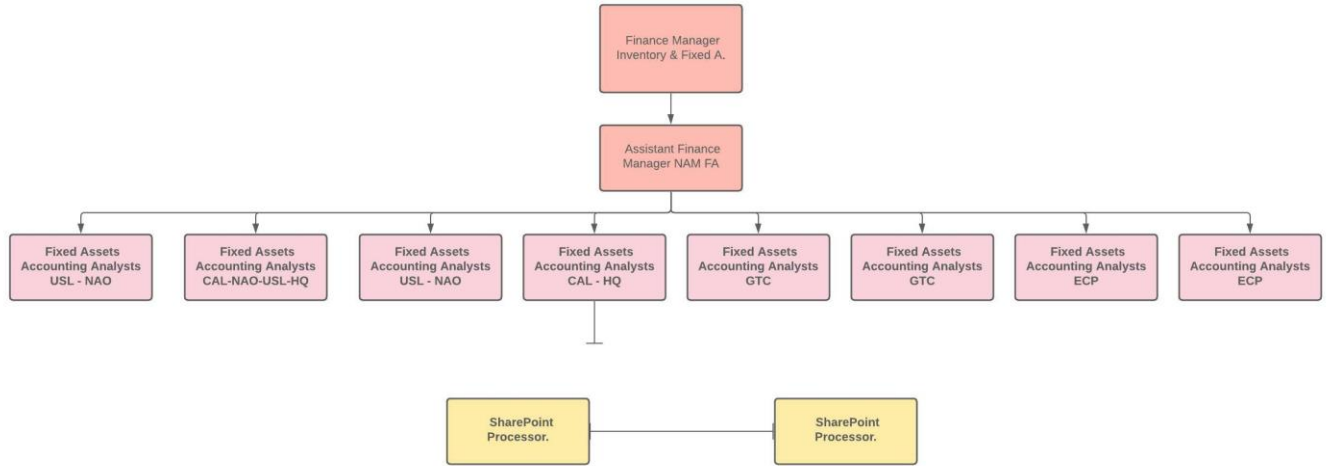 Finance Manager
Inventory & Fixed A.
Assistant Finance
Manager NAM FA
Fixed Assets
Accounting Analysts
USL - NAO
Fixed Assets
Accounting Analysts
CAL-NAO-USL-HQ
Fixed Assets
Accounting Analysts
USL - NAO
Fixed Assets
Accounting Analysts
CAL - HQ
Fixed Assets
Accounting Analysts
GTC
Fixed Assets
Accounting Analysts
GTC
Fixed Assets
Accounting Analysts
ECP
Fixed Assets
Accounting Analysts
ECP
SharePoint
Processor.
SharePoint
Processor.